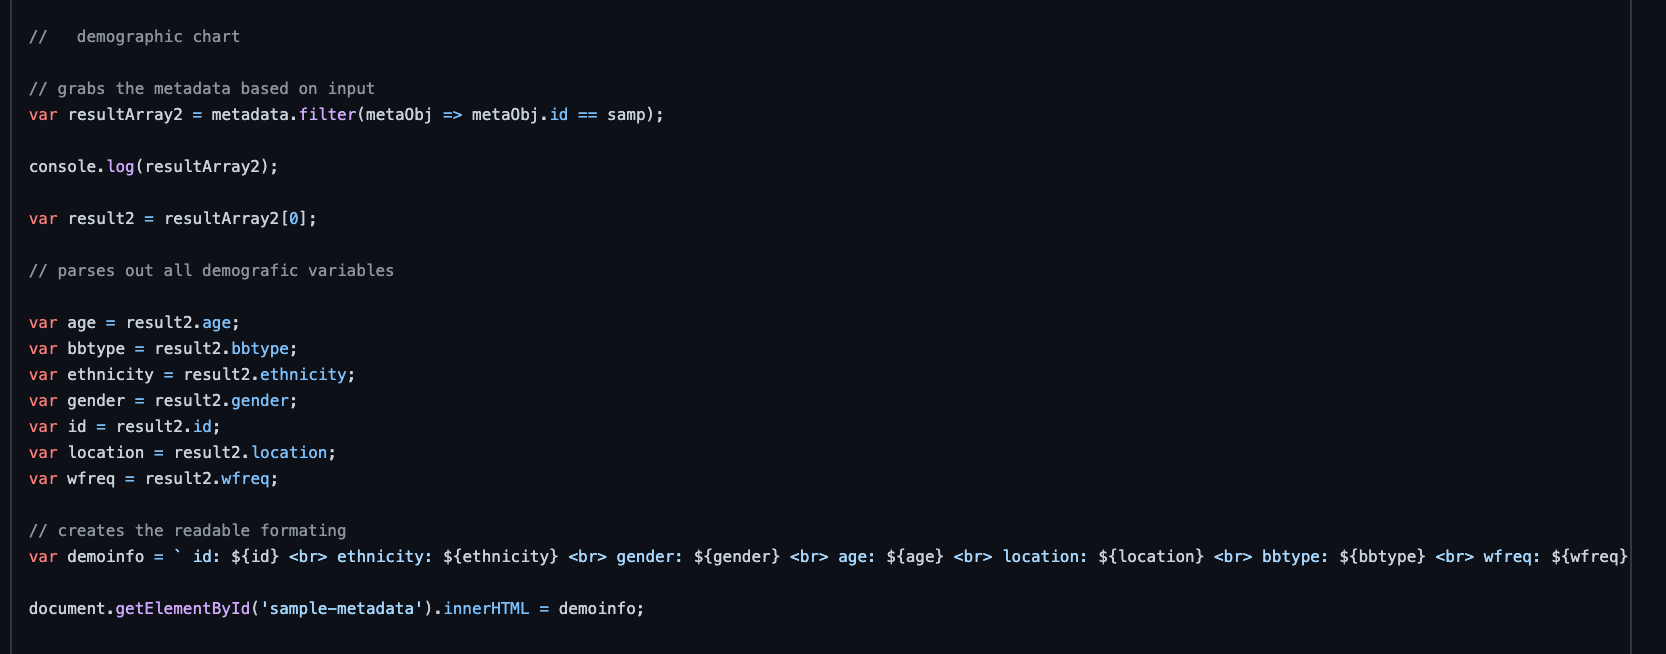 //   demographic chart
// grabs the metadata based on input
var resultArray2 = metadata.filter(metaObj => metaObj.id == samp);
console.log(resultArray2);
var result2 = resultArray2[0];
// parses out all demografic variables
var age = result2.age;
var bbtype = result2.bbtype;
var ethnicity = result2.ethnicity;
var gender = result2.gender;
var id = result2.id;
var location = result2.location;
var wfreq = result2.wfreq;
// creates the readable formating
var demoinfo = ` id: ${id} <br> ethnicity: ${ethnicity} <br> gender: ${gender} <br> age: ${age} <br> location: ${location} <br> bbtype: ${bbtype} <br> wfreq: ${wfreq}
document.getElementById('sample-metadata').innerHTML = demoinfo;